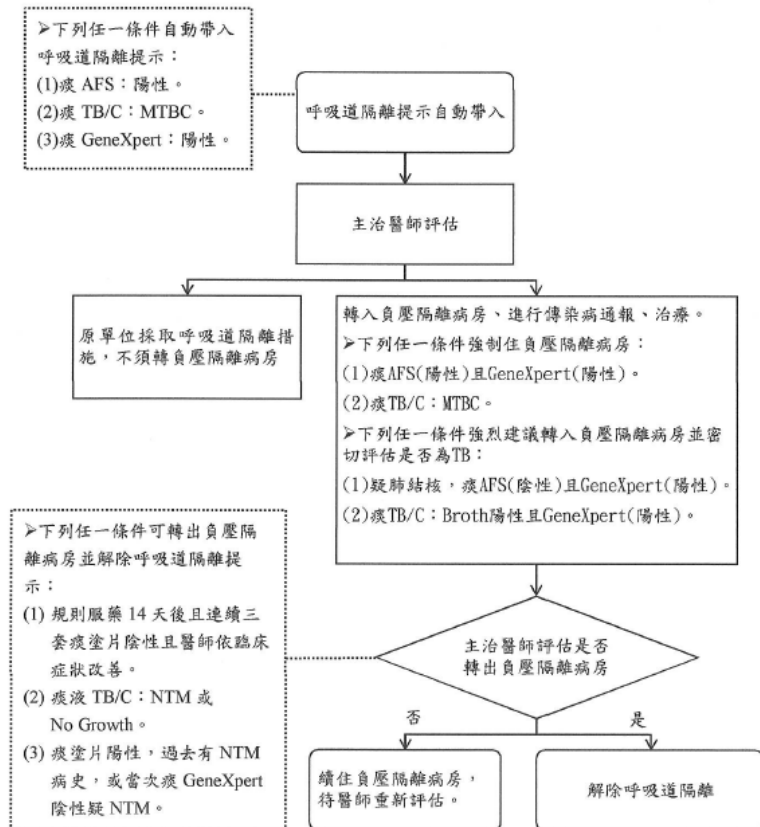 ➢下列任一條件自動帶入
呼吸道隔離提示：
(1)痰 AFS：陽性。
(2)痰 TB/C：MTBC。
(3)痰 GeneXpert：陽性。
呼吸道隔離提示自動帶入
主治醫師評估
原單位採取呼吸道隔離措
施，不須轉負壓隔離病房
轉入負壓隔離病房、進行傳染病通報、治療。
➢下列任一條件強制住負壓隔離病房：
(1)痰AFS(陽性)且GeneXpert(陽性)。
(2)痰TB/C：MTBC。
➢下列任一條件強烈建議轉入負壓隔離病房並密
切評估是否為TB：
(1)疑肺結核，痰AFS(陰性)且GeneXpert(陽性)。
(2)痰TB/C：Broth陽性且GeneXpert(陽性)。
➢下列任一條件可轉出負壓隔
離病房並解除呼吸道隔離提
示：
(1) 規則服藥 14 天後且連續三
套痰塗片陰性且醫師依臨床
症狀改善。
(2) 痰液 TB/C：NTM 或
No Growth。
(3) 痰塗片陽性，過去有 NTM
病史，或當次痰 GeneXpert
陰性疑 NTM。
主治醫師評估是否
轉出負壓隔離病房
否
是
續住負壓隔離病房，
待醫師重新評估。
解除呼吸道隔離